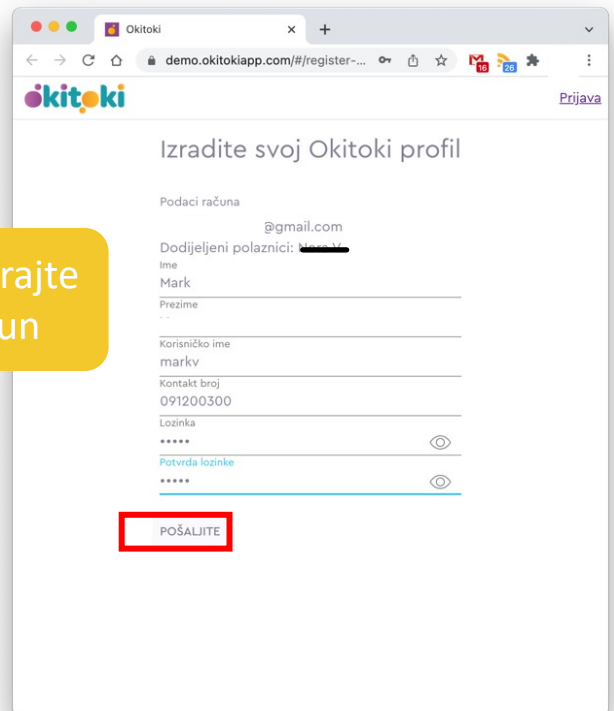 Okitoki
demo.okitokiapp.com/#/register-...
16
26
okitoki
Prijava
Izradite svoj Okitoki profil
Podaci računa
@gmail.com
Dodijeljeni polaznici:
Ime
Mark
Prezime
Korisničko ime
markv
Kontakt broj
091200300
Lozinka
•••••
Potvrda lozinke
•••••
POŠALJITE
rajte
un